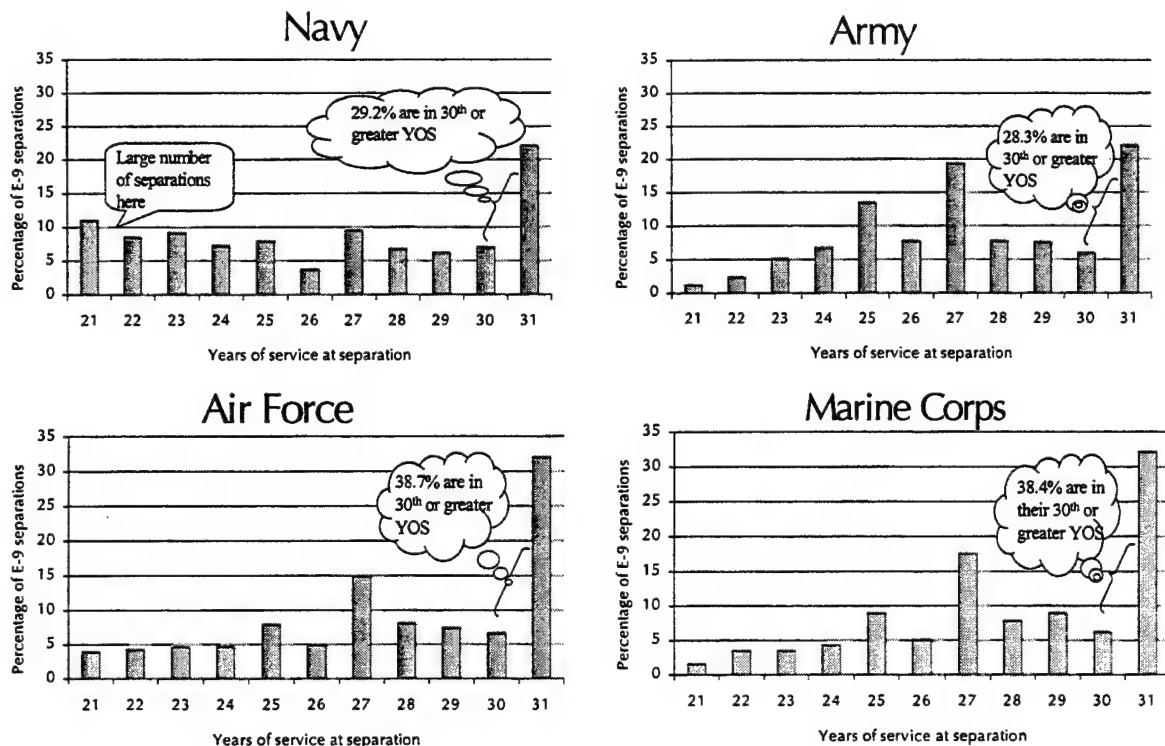 Navy
Percentage of E-9 separations
35
30
25
20
15
10
5
0
Large number
of separations
here
29.2% are in 30th or
greater YOS
21 22 23 24 25 26 27 28 29 30 31
Years of service at separation
Army
Percentage of E-9 separations
35
30
25
20
15
10
5
0
28.3% are in
30th or greater
YOS
21 22 23 24 25 26 27 28 29 30 31
Years of service at separation
Air Force
Percentage of E-9 separations
35
30
25
20
15
10
5
0
38.7% are in
30th or greater
YOS
21 22 23 24 25 26 27 28 29 30 31
Years of service at separation
Marine Corps
Percentage of E-9 separations
35
30
25
20
15
10
5
0
38.4% are in
their 30th or
greater YOS
21 22 23 24 25 26 27 28 29 30 31
Years of service at separation